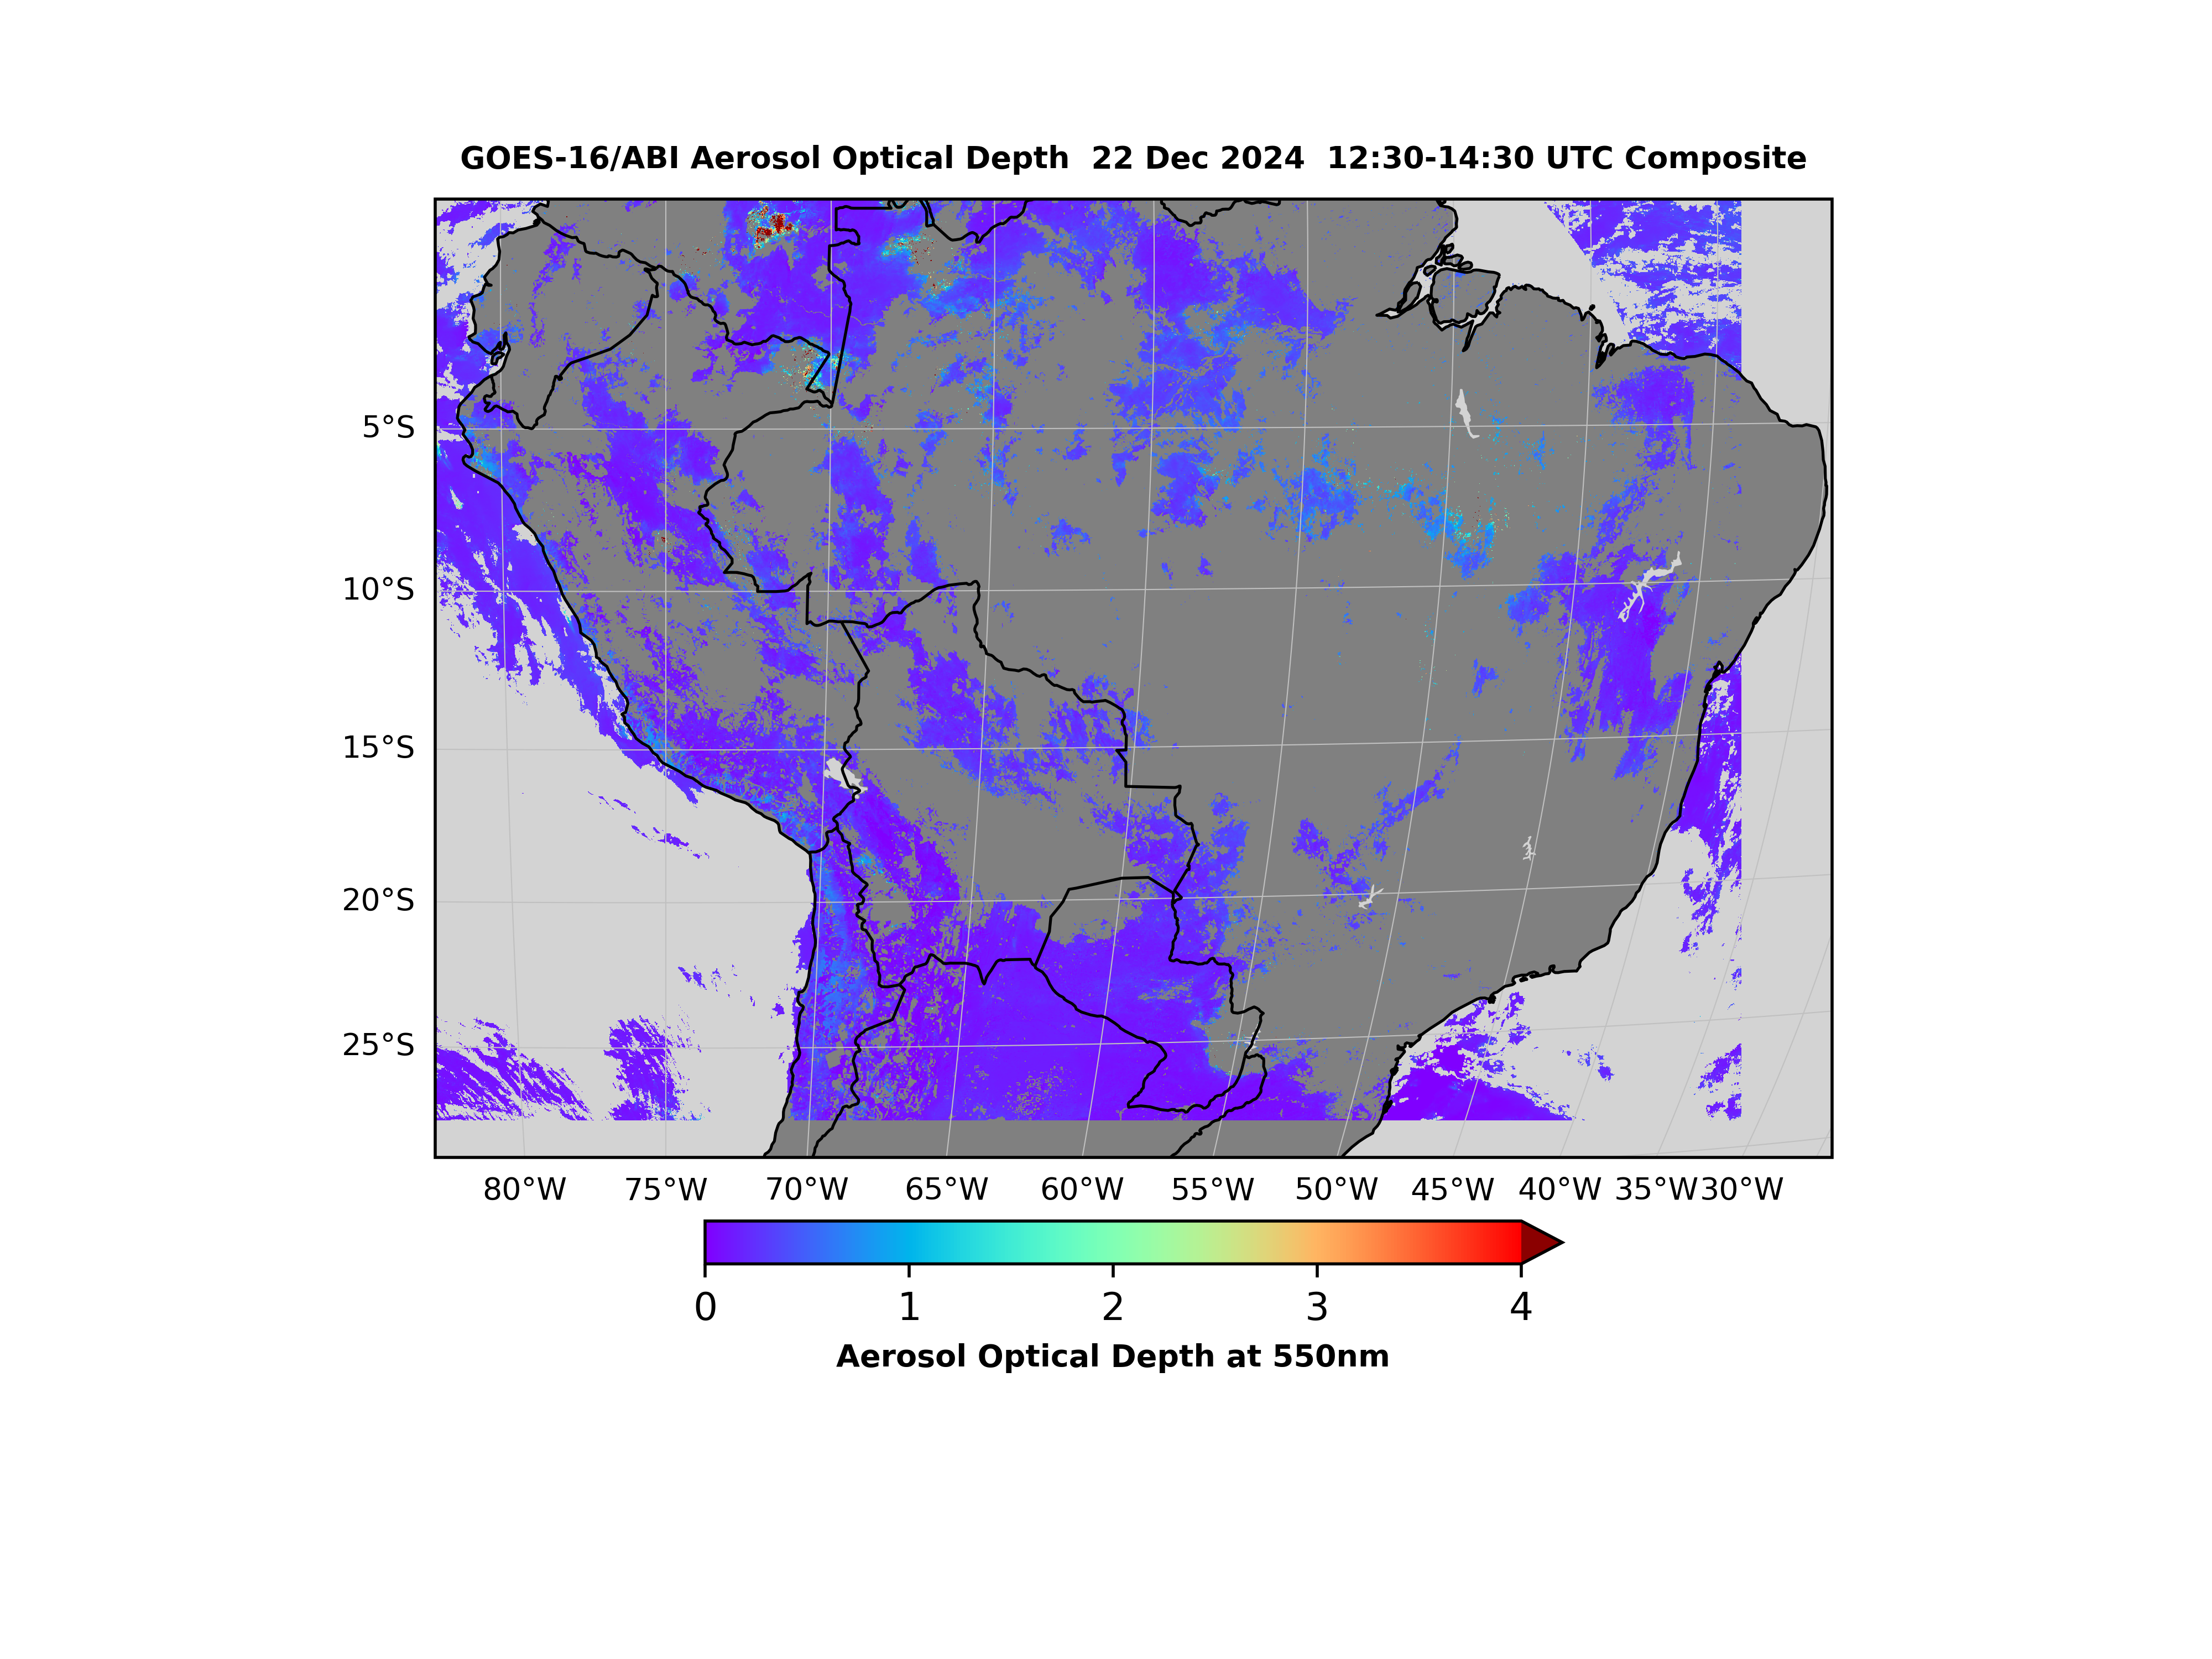 GOES-16/ABI Aerosol Optical Depth  22 Dec 2024  12:30-14:30 UTC Composite
5°S
10°S
15°S
20°S
25°S
80°W 75°W 70°W 65°W 60°W 55°W 50°W 45°W 40°W 35°W 30°W
0 1 2 3 4
Aerosol Optical Depth at 550nm